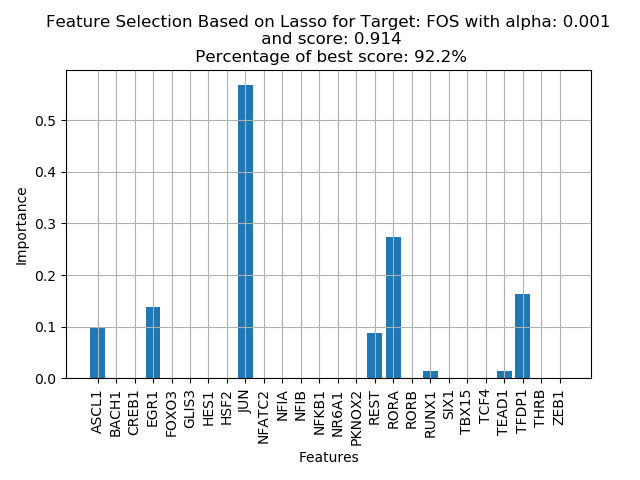 Feature Selection Based on Lasso for Target: FOS with alpha: 0.001
and score: 0.914
Percentage of best score: 92.2%
Importance
0.5
0.4
0.3
0.2
0.1
0.0
ASCL1
BACH1
CREB1
EGR1
FOXO3
GLIS3
HES1
HSF2
JUN
NFATC2
NFIA
NFIB
NFKB1
NR6A1
PKNOX2
REST
RORA
RORB
RUNX1
SIX1
TBX15
TCF4
TEAD1
TFDP1
THRB
ZEB1
Features